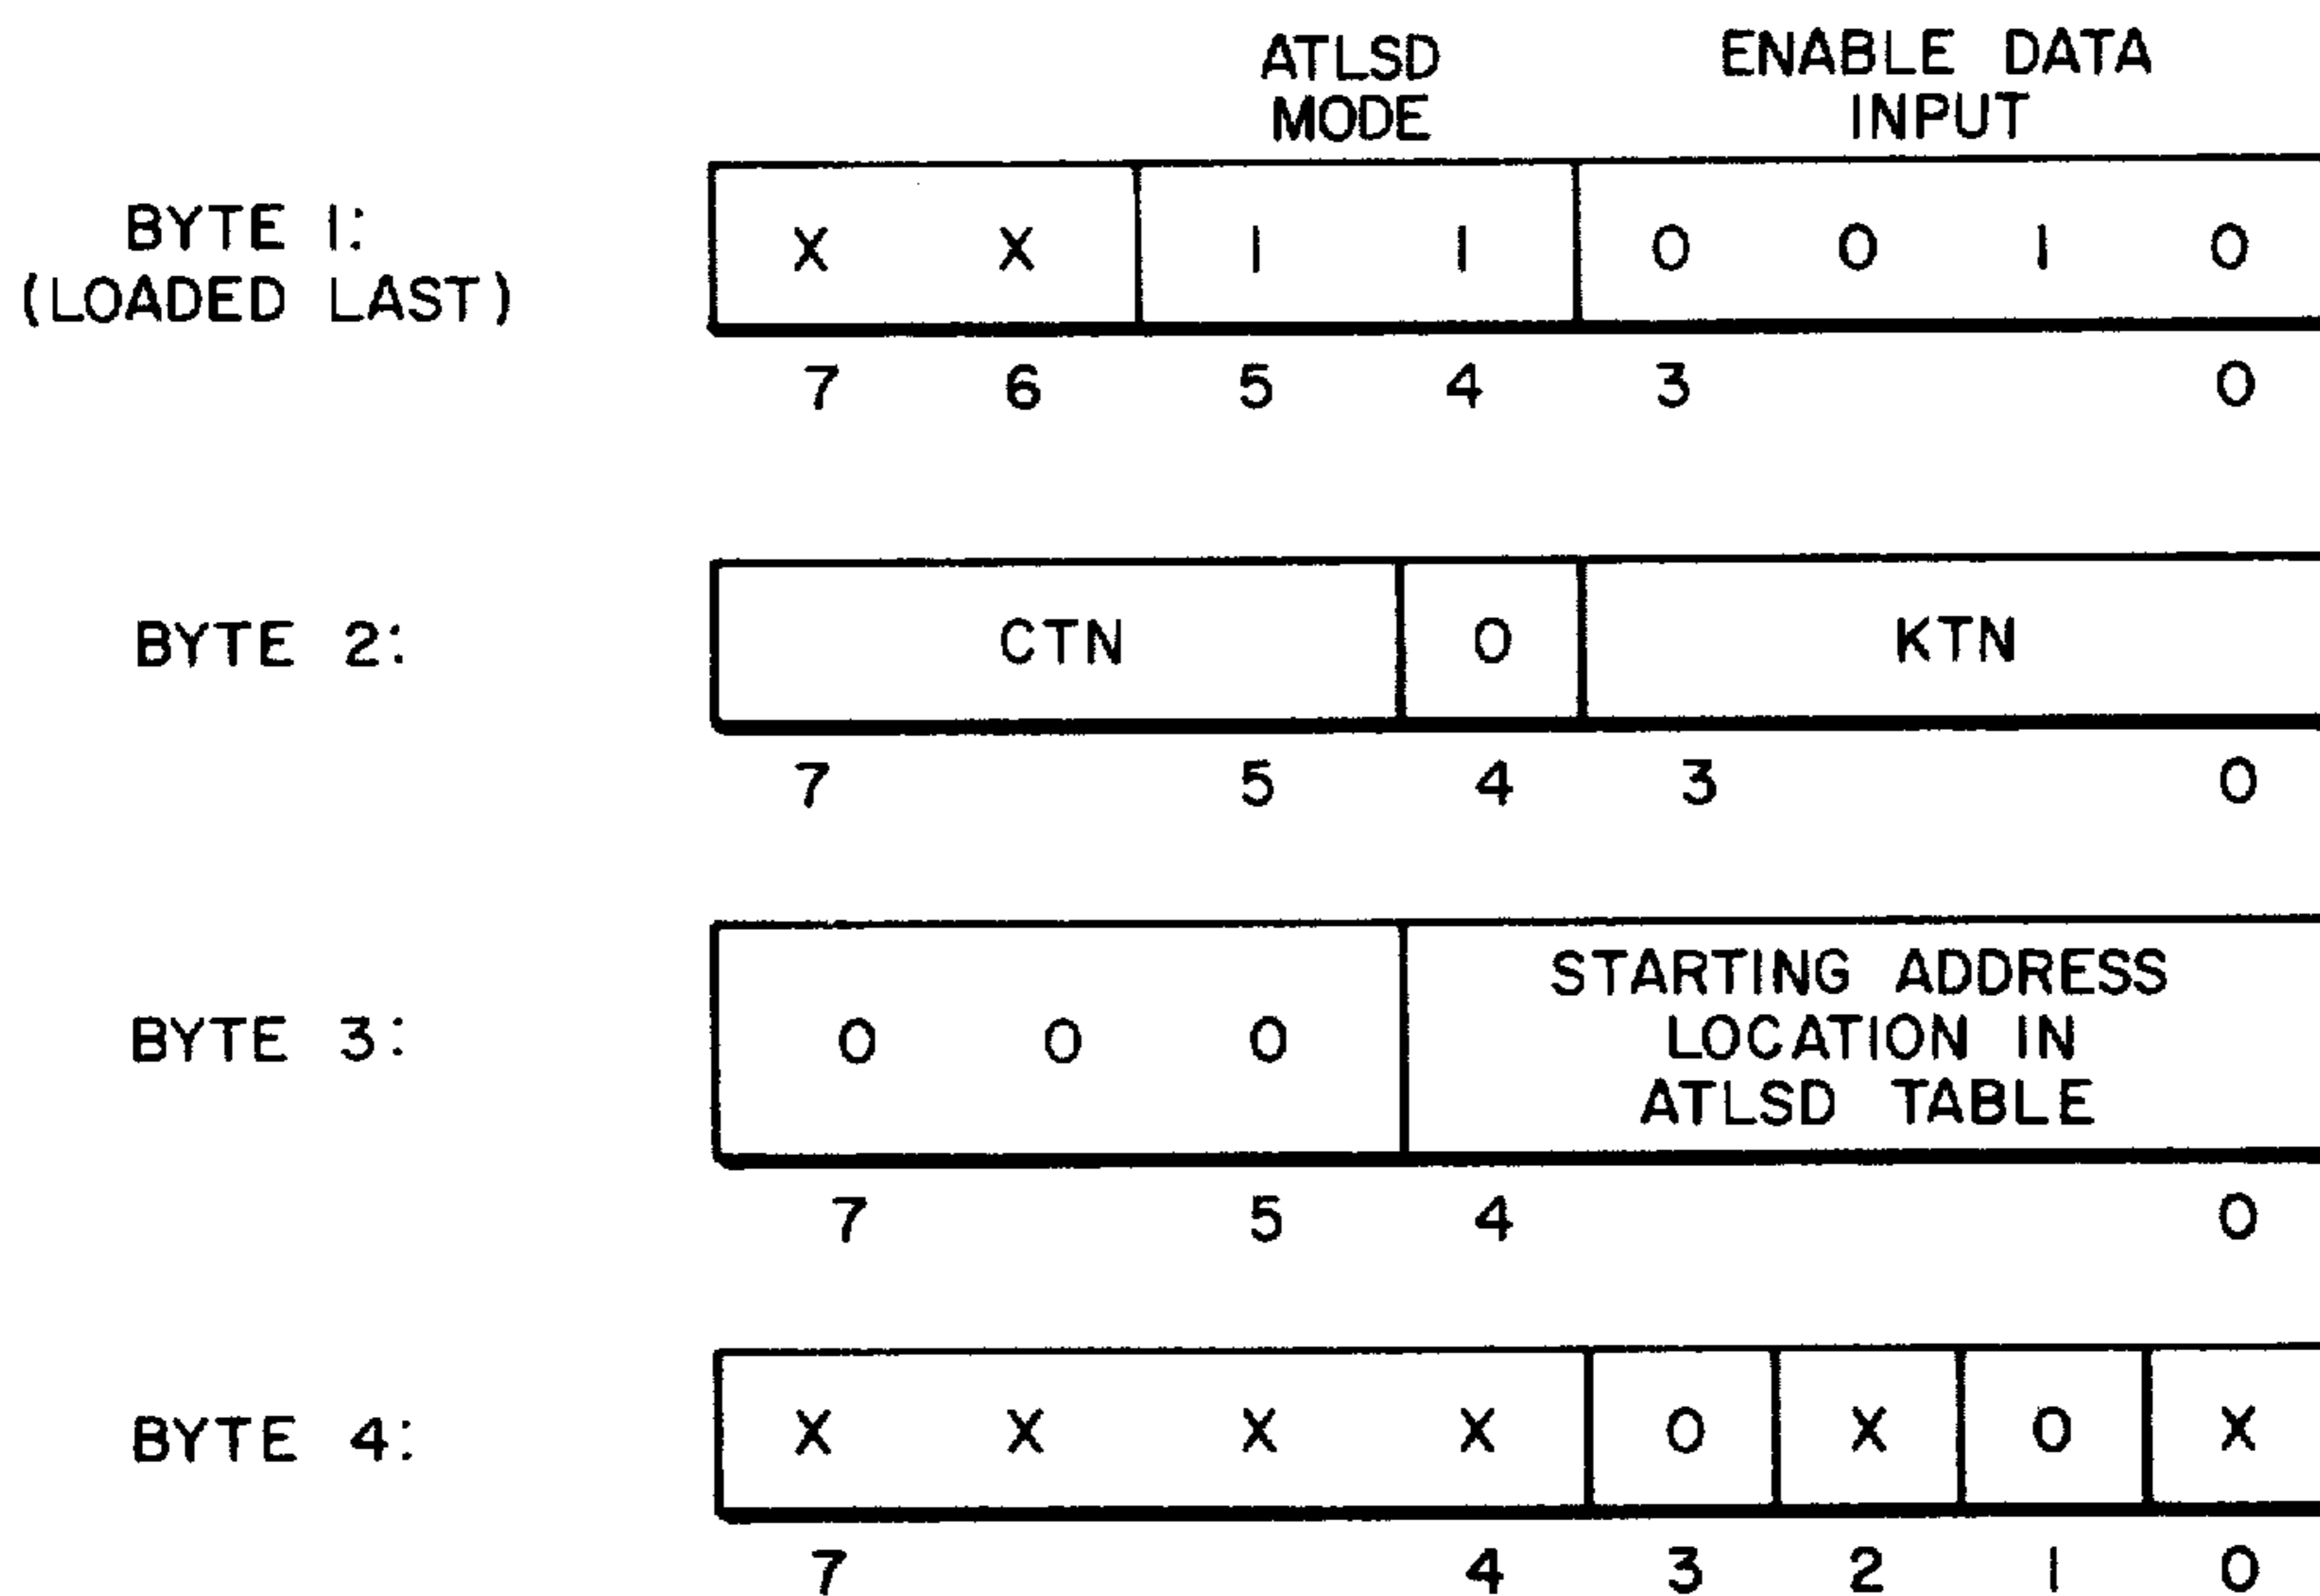 ATLSD MODE
ENABLE DATA INPUT
BYTE 1:
(LOADED LAST)
X X 1 1 0 0 1 0
7 6 5 4 3 0
BYTE 2:
CTN 0 KTN
7 5 4 3 0
BYTE 3:
0 0 0
STARTING ADDRESS
LOCATION IN
ATLSD TABLE
7 5 4 0
BYTE 4:
X X X X 0 X 0 X
7 4 3 2 1 0